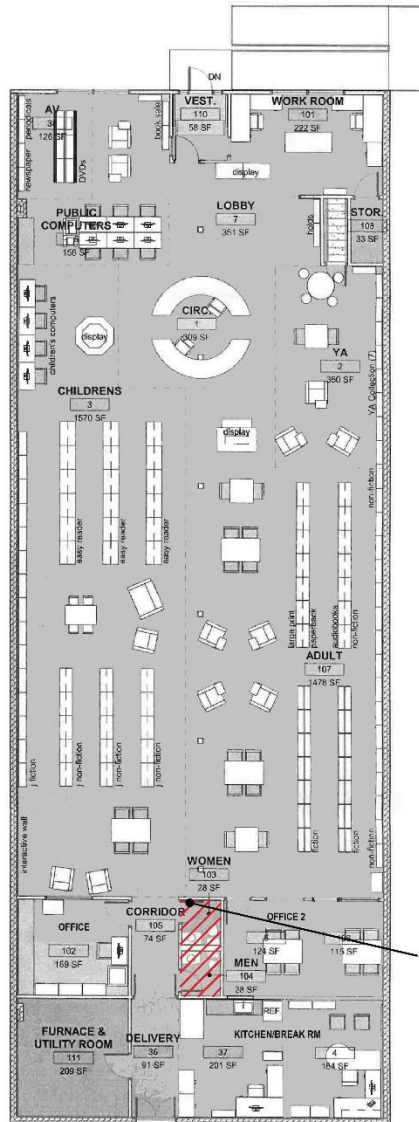 DN
AV
periodicals
newspaper
DVDs
book sale
VEST.
110
58 SF
WORK ROOM
101
222 SF
display
PUBLIC
COMPUTERS
LOBBY
7
351 SF
holds
STOR.
108
33 SF
children's computers
display
CIRC.
1
309 SF
YA
2
350 SF
YA Collection (7)
CHILDRENS
3
1570 SF
display
non-fiction
easy reader
easy reader
easy reader
large print
paperback
audiobooks
non-fiction
ADULT
107
1478 SF
j fiction
j non-fiction
j non-fiction
j non-fiction
interactive wall
fiction
fiction
non-fiction
WOMEN
103
28 SF
CORRIDOR
105
74 SF
OFFICE
102
169 SF
OFFICE 2
124 SF
115 SF
MEN
104
28 SF
FURNACE &
UTILITY ROOM
111
209 SF
DELIVERY
36
91 SF
REF
KITCHEN/BREAK RM
37
201 SF
4
184 SF